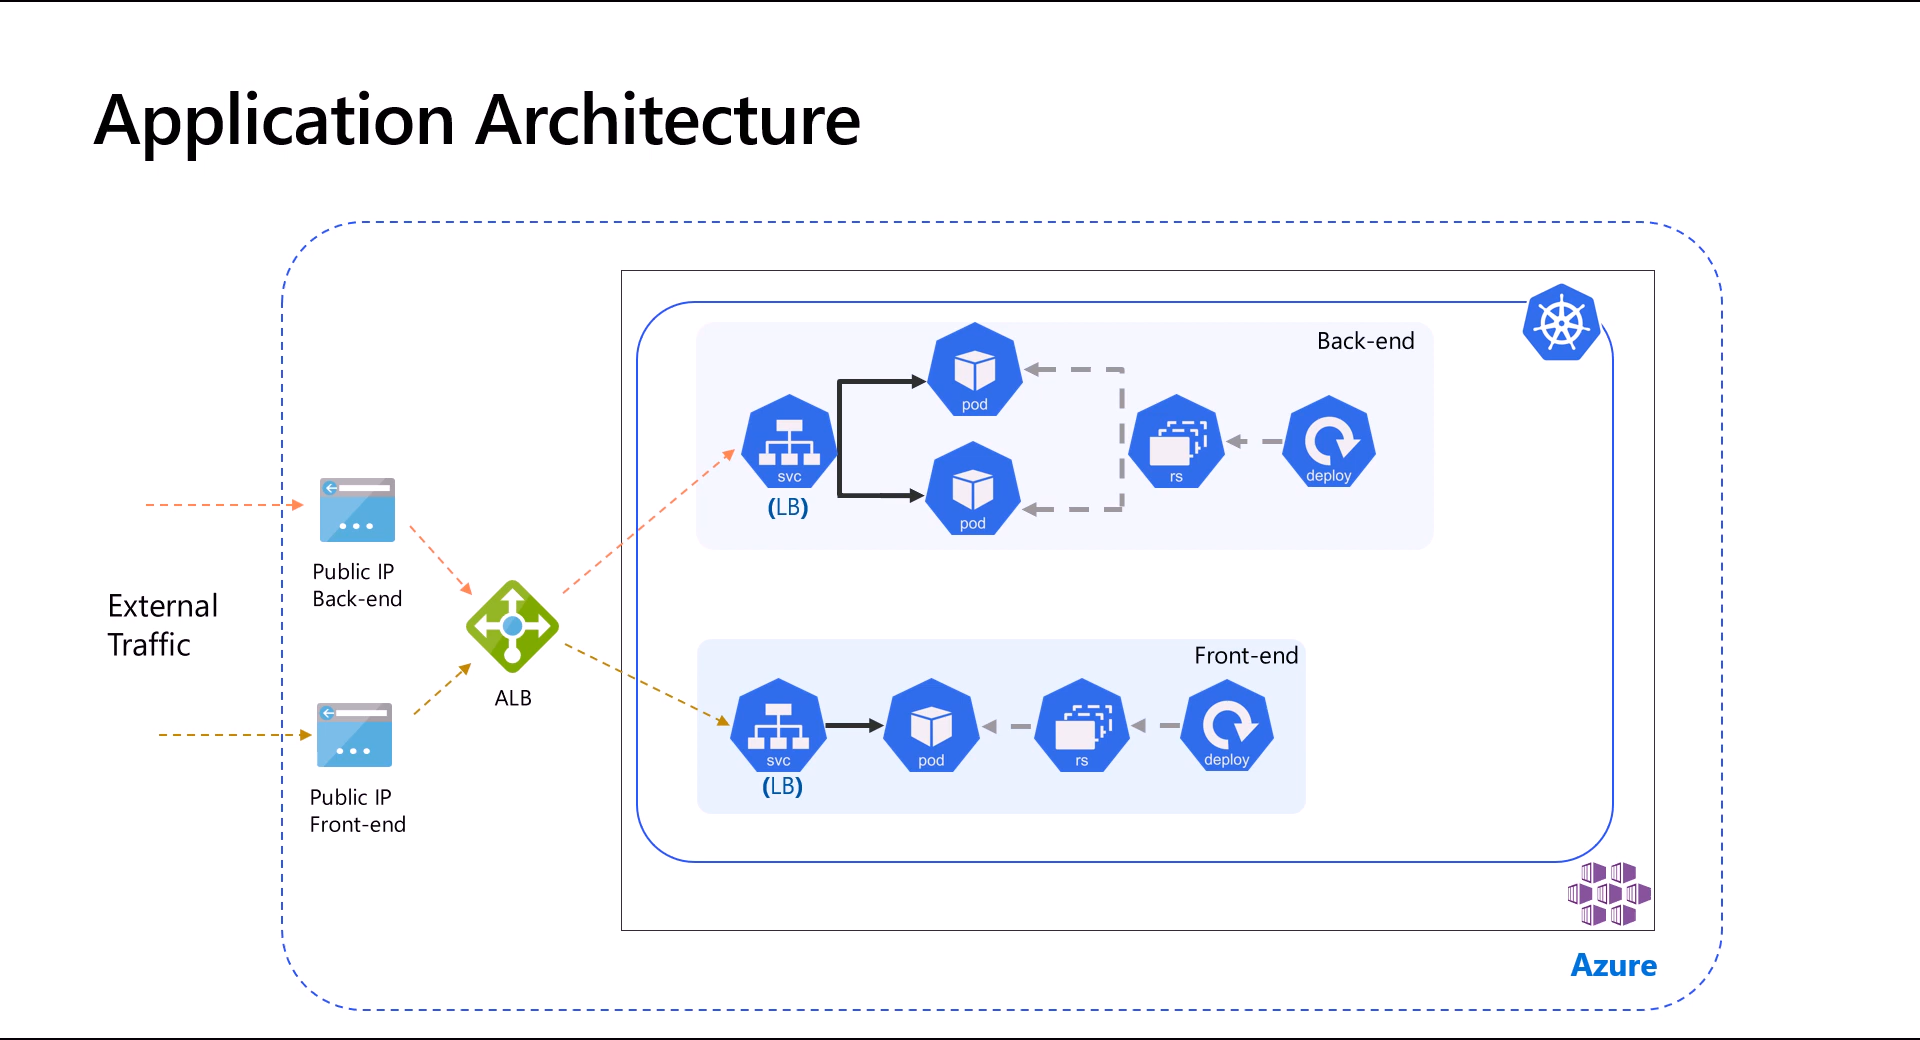 Application Architecture
Back-end
pod
svc
(LB)
pod
rs
deploy
Public IP
Back-end
External
Traffic
ALB
Front-end
svc
(LB)
pod
rs
deploy
Public IP
Front-end
Azure